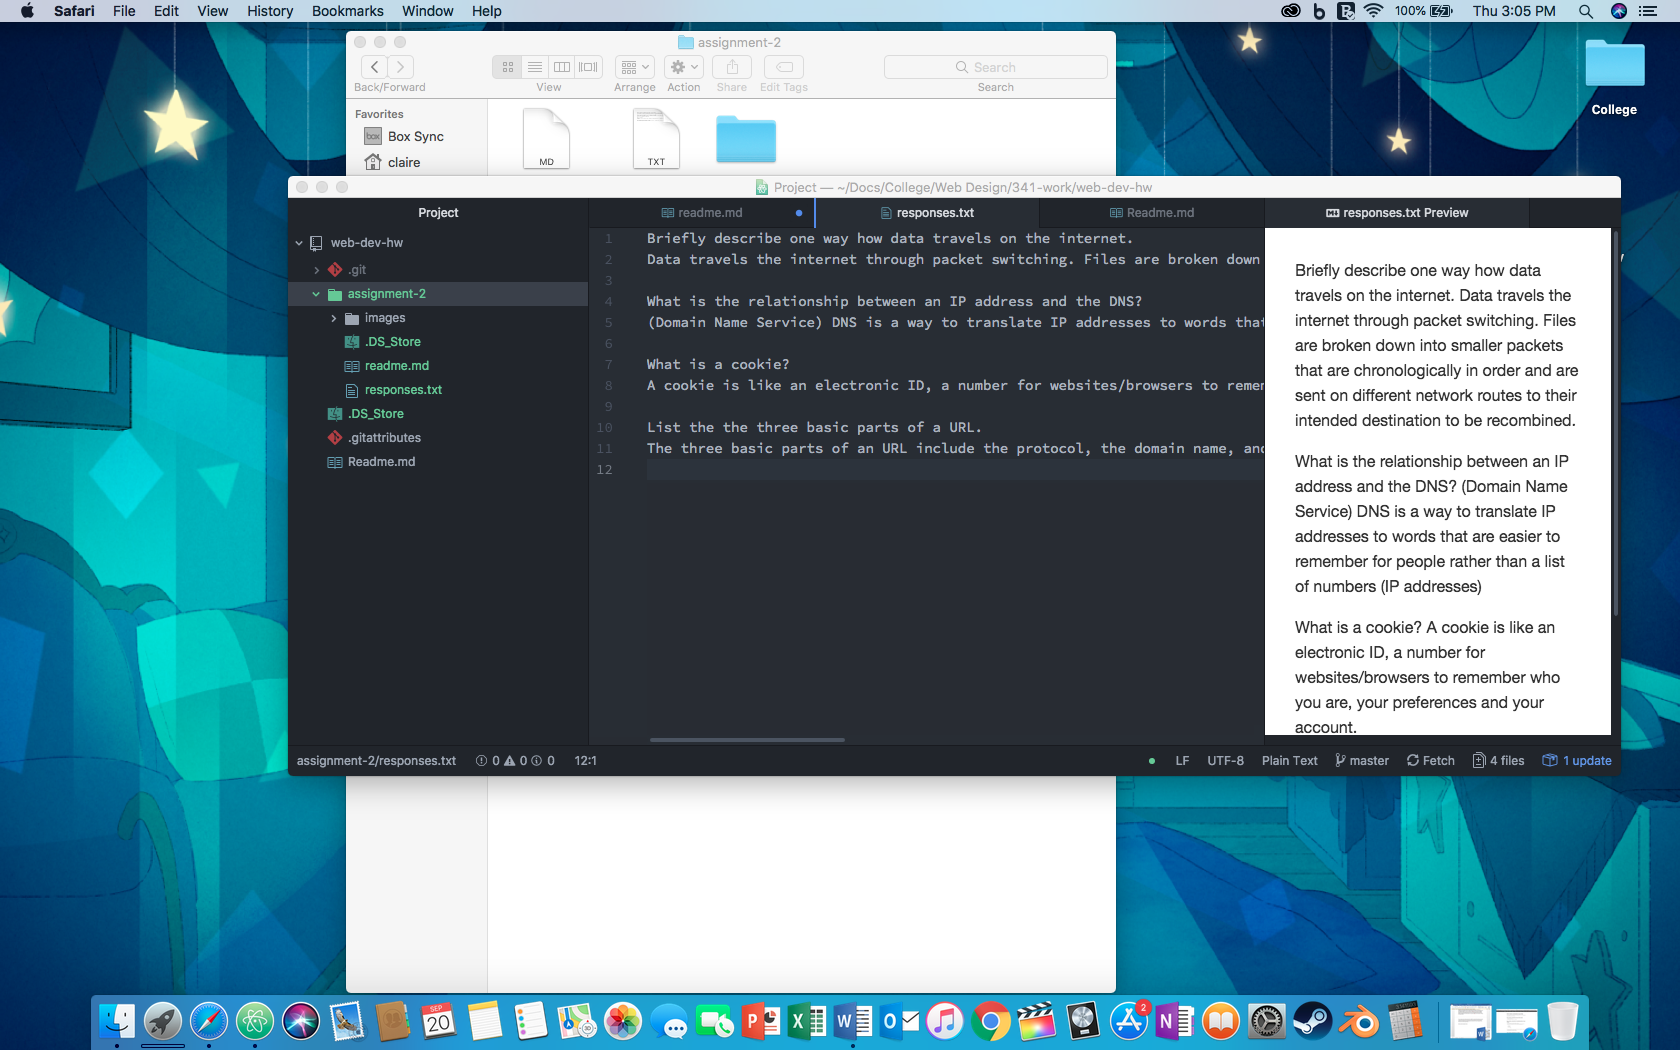 Safari File Edit View History Bookmarks Window Help 100% Thu 3:05 PM
College
assignment-2
Search
Back/Forward View Arrange Action Share Edit Tags Search
Favorites
Box Sync
claire
MD TXT
Project — ~/Docs/College/Web Design/341-work/web-dev-hw
Project
readme.md responses.txt Readme.md responses.txt Preview
web-dev-hw
.git
assignment-2
images
.DS_Store
readme.md
responses.txt
.DS_Store
.gitattributes
Readme.md
1 Briefly describe one way how data travels on the internet.
2 Data travels the internet through packet switching. Files are broken down
3
4 What is the relationship between an IP address and the DNS?
5 (Domain Name Service) DNS is a way to translate IP addresses to words that
6
7 What is a cookie?
8 A cookie is like an electronic ID, a number for websites/browsers to remem
9
10 List the the three basic parts of a URL.
11 The three basic parts of an URL include the protocol, the domain name, and
12
Briefly describe one way how data
travels on the internet. Data travels the
internet through packet switching. Files
are broken down into smaller packets
that are chronologically in order and are
sent on different network routes to their
intended destination to be recombined.
What is the relationship between an IP
address and the DNS? (Domain Name
Service) DNS is a way to translate IP
addresses to words that are easier to
remember for people rather than a list
of numbers (IP addresses)
What is a cookie? A cookie is like an
electronic ID, a number for
websites/browsers to remember who
you are, your preferences and your
account.
assignment-2/responses.txt 0 0 0 12:1 LF UTF-8 Plain Text master Fetch 4 files 1 update
SEP
20
2